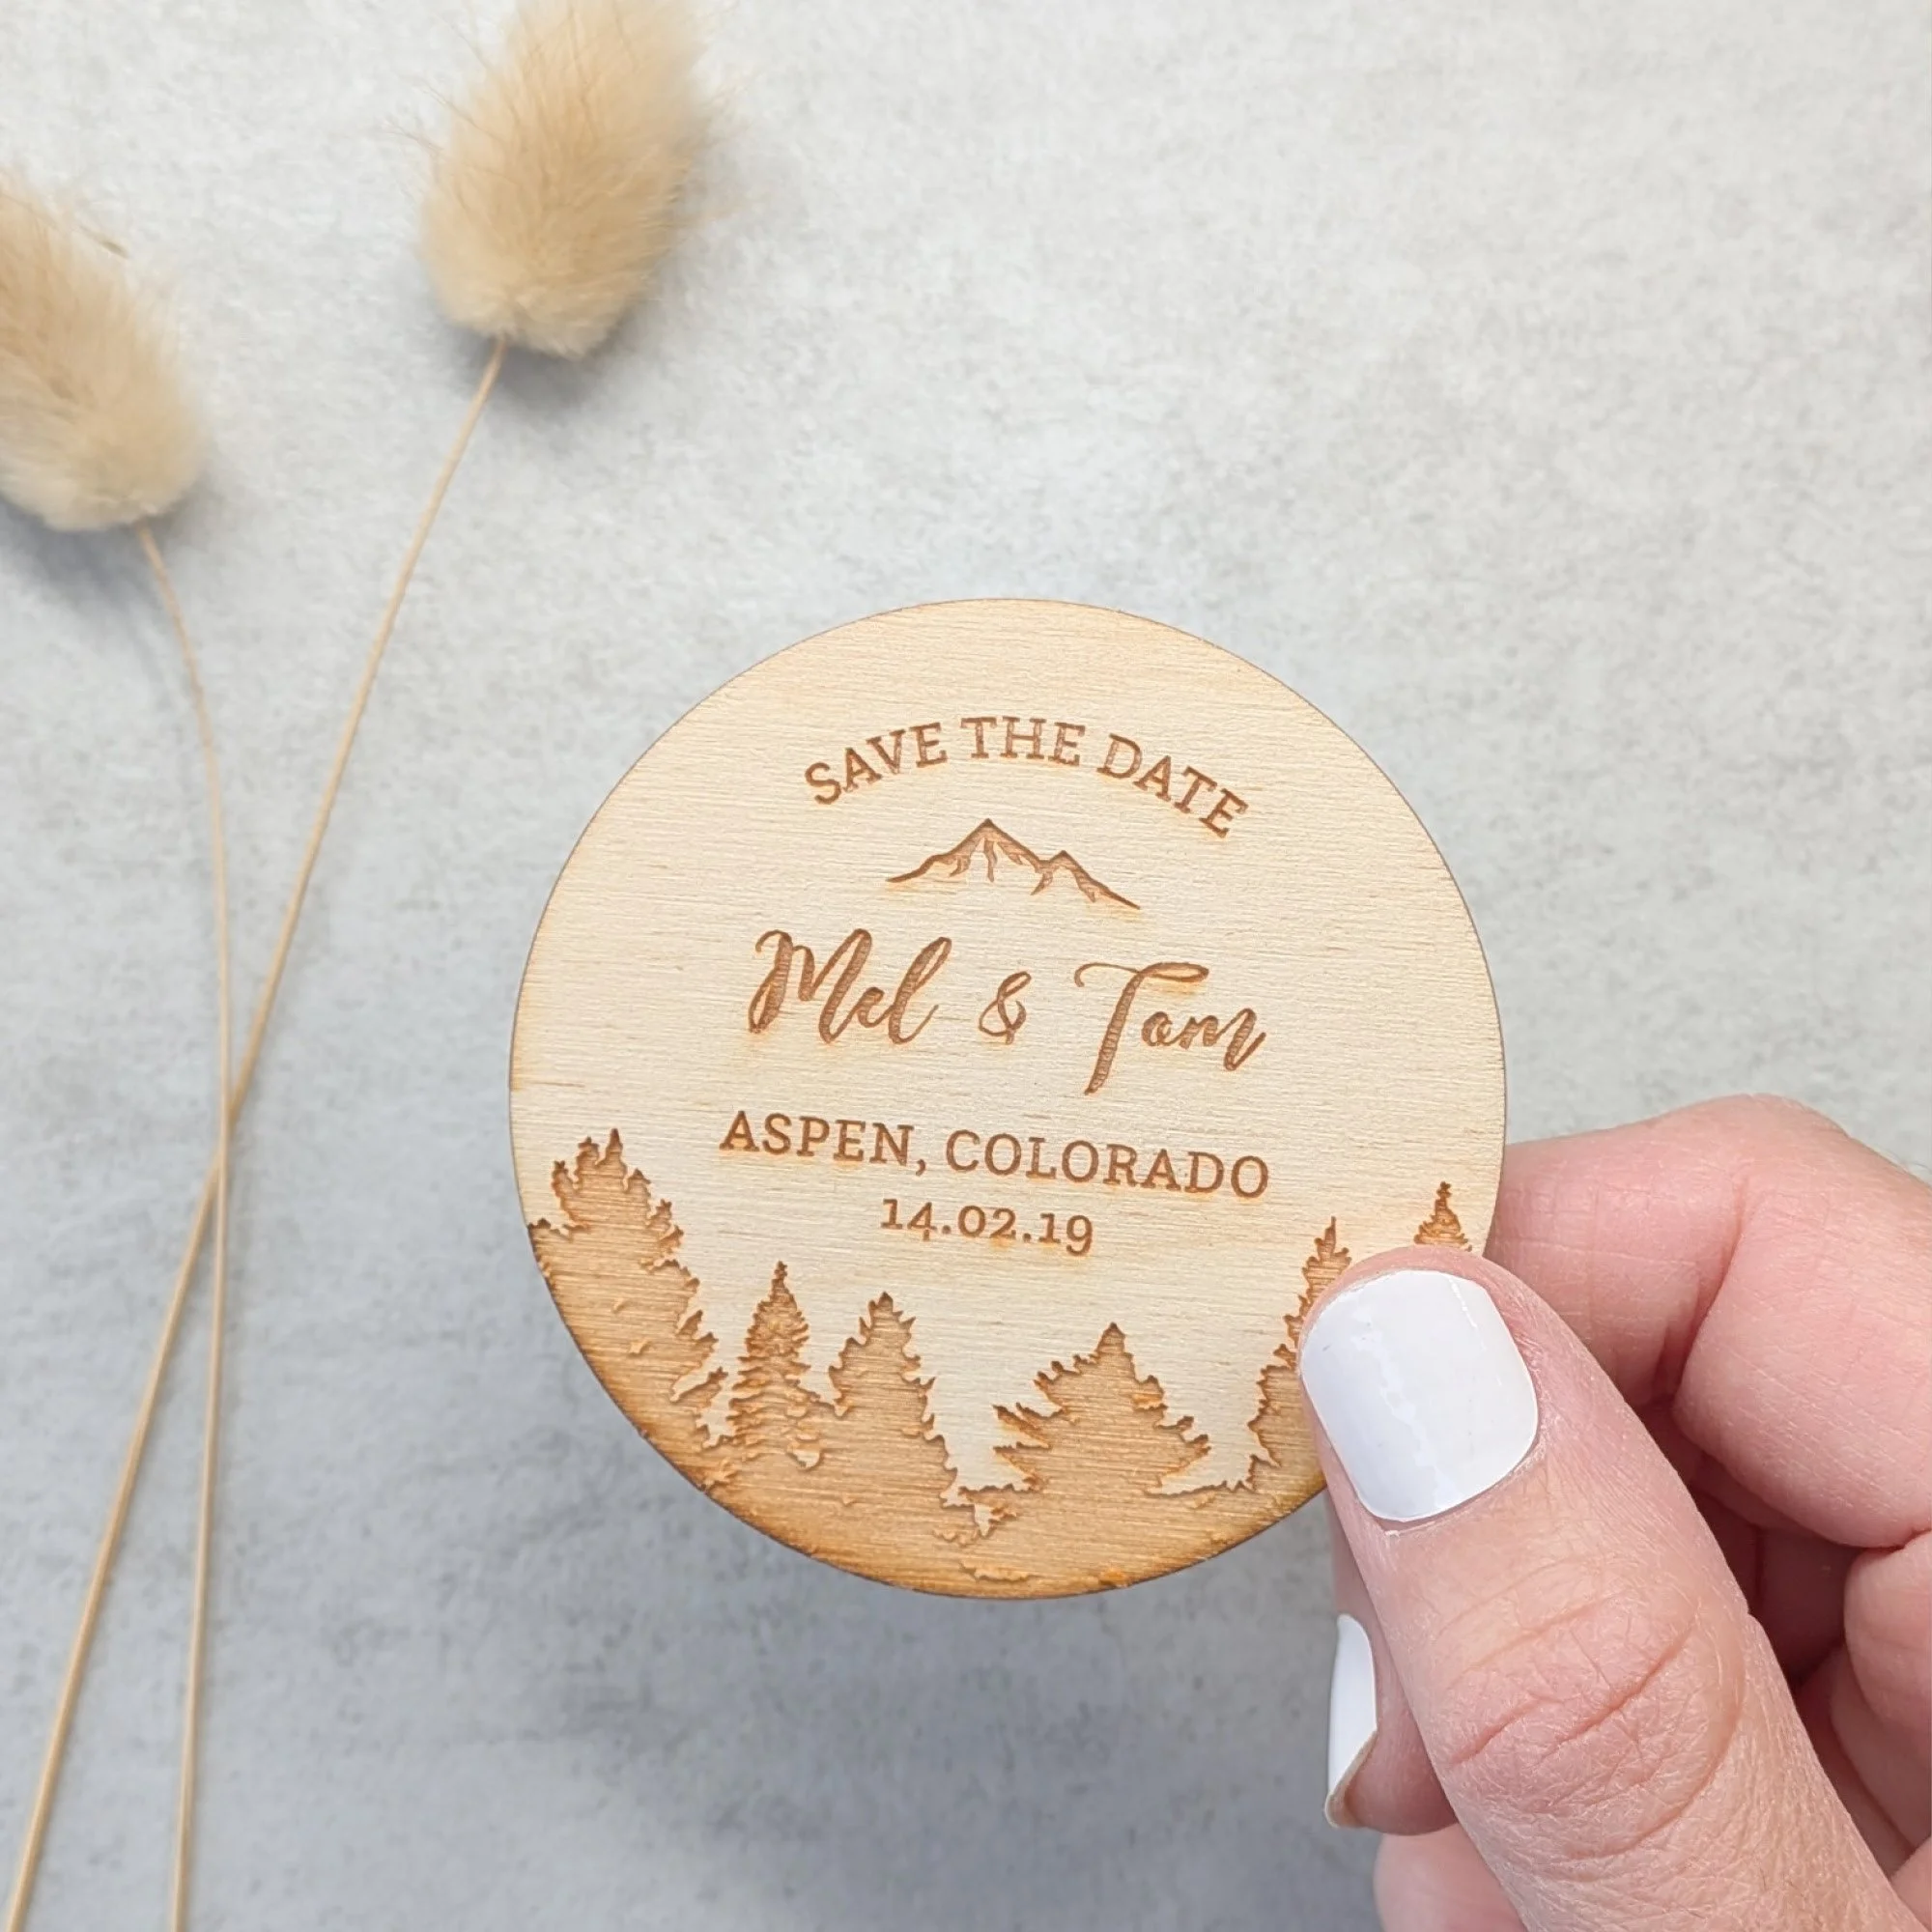 SAVE THE DATE
Mel & Tom
ASPEN, COLORADO
14.02.19